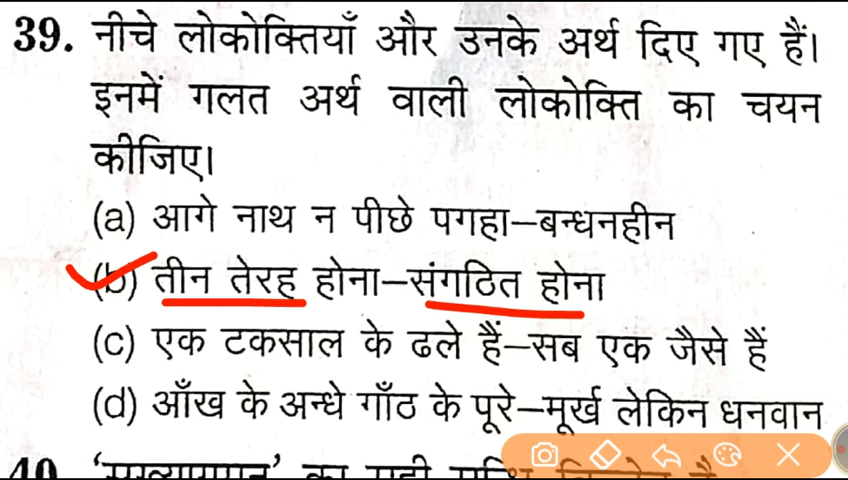 39. नीचे लोकोक्तियाँ और उनके अर्थ दिए गए हैं।
इनमें गलत अर्थ वाली लोकोक्ति का चयन
कीजिए।
(a) आगे नाथ न पीछे पगहा–बन्धनहीन
(b) तीन तेरह होना–संगठित होना
(c) एक टकसाल के ढले हैं–सब एक जैसे हैं
(d) आँख के अन्धे गाँठ के पूरे–मूर्ख लेकिन धनवान
40. का